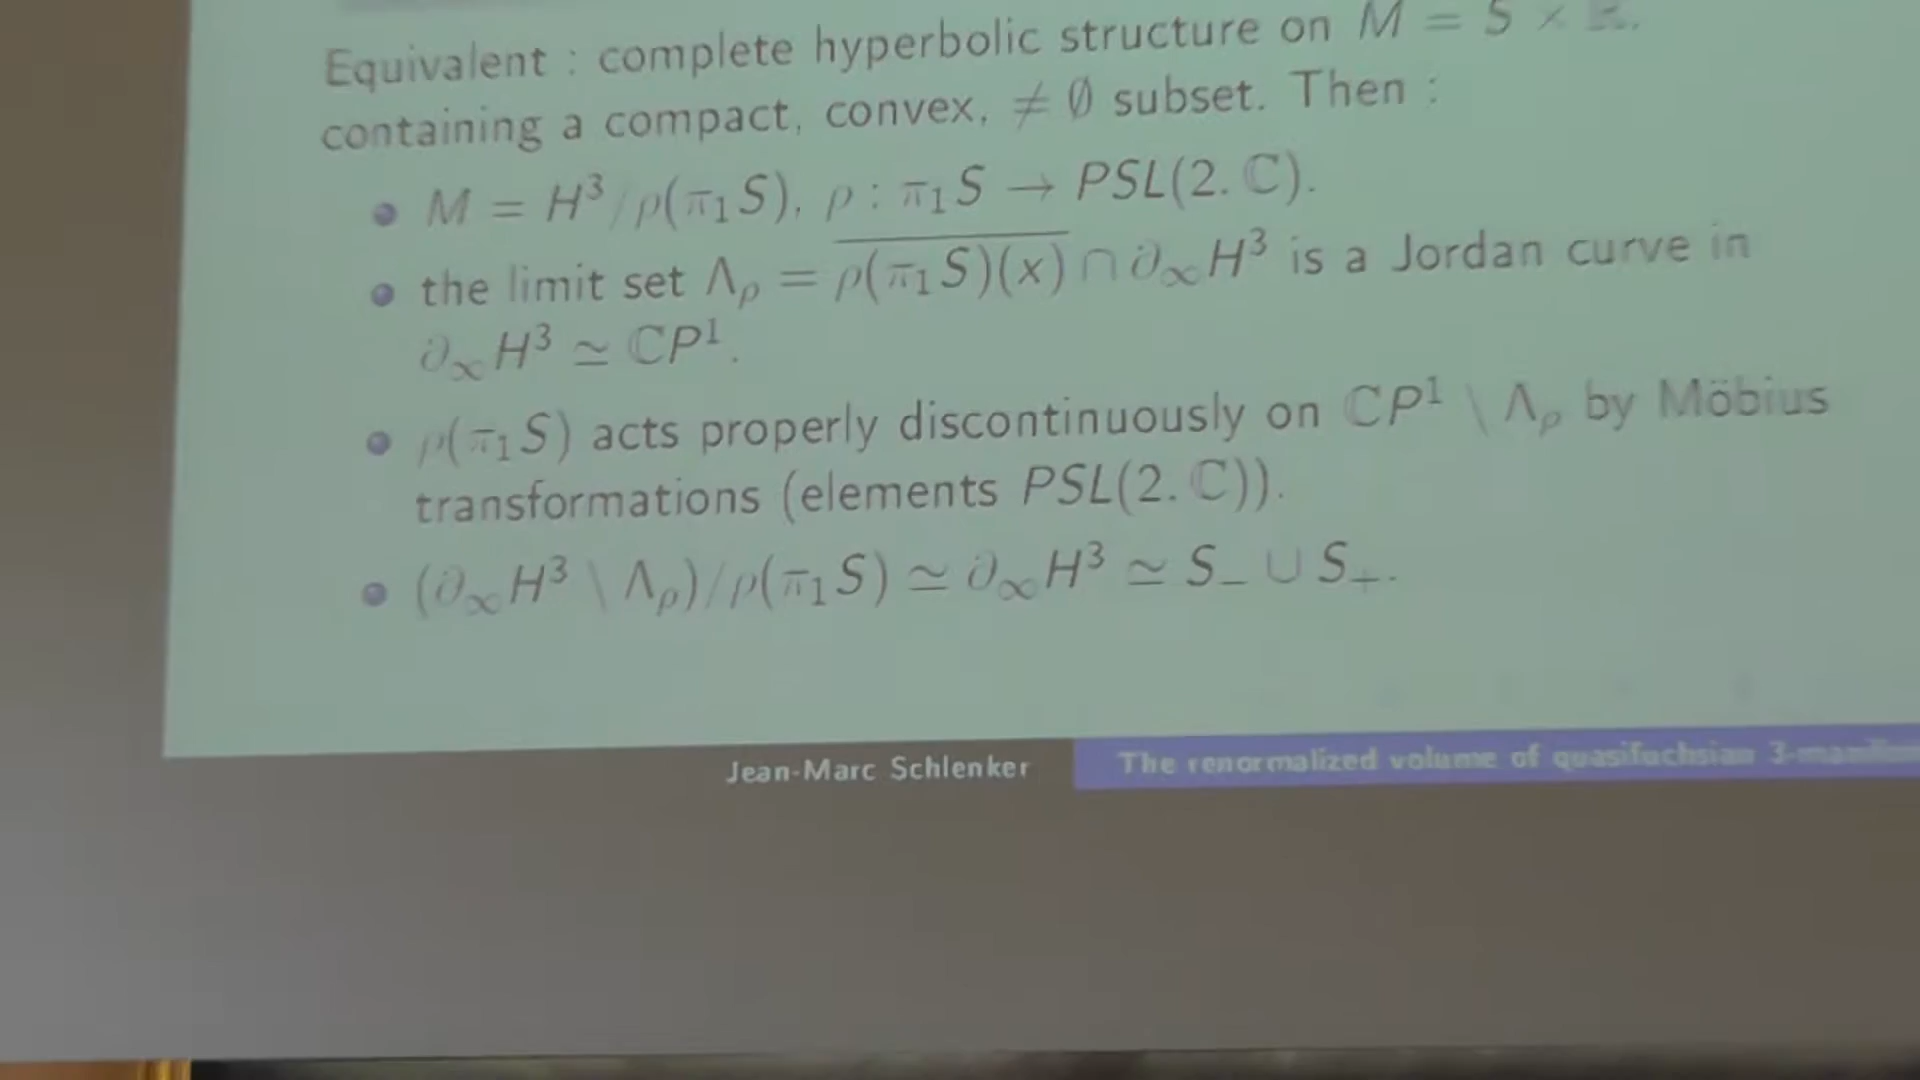 Equivalent : complete hyperbolic structure on M = S × ℝ.
containing a compact, convex, ≠ ∅ subset. Then :
M = H³/ρ(π₁S), ρ : π₁S → PSL(2. ℂ).
the limit set Λ_ρ = \overline{ρ(π₁S)(x)} ∩ ∂_∞H³ is a Jordan curve in
∂_∞H³ ≃ ℂP¹.
ρ(π₁S) acts properly discontinuously on ℂP¹ \ Λ_ρ by Möbius
transformations (elements PSL(2. ℂ)).
(∂_∞H³ \ Λ_ρ)/ρ(π₁S) ≃ ∂_∞H³ ≃ S₋ ∪ S₊.
Jean-Marc Schlenker
The renormalized volume of quasifuchsian